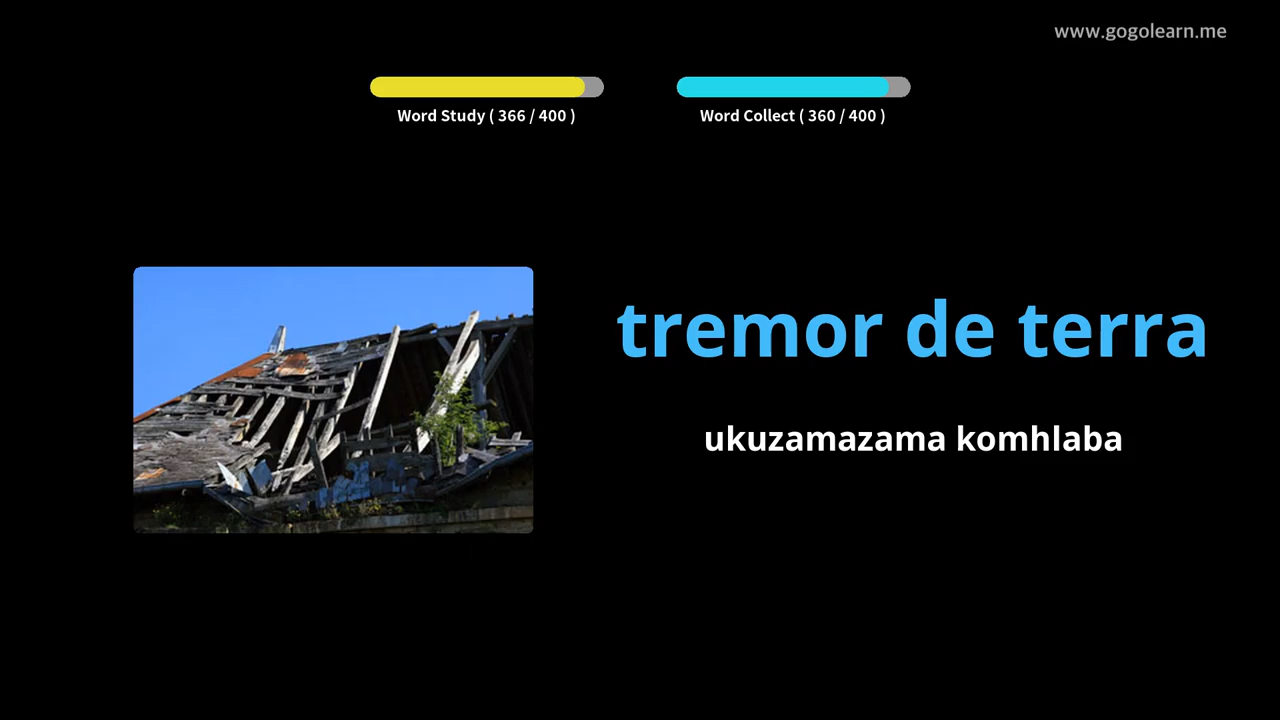 www.gogolearn.me
Word Study ( 366 / 400 )
Word Collect ( 360 / 400 )
tremor de terra
ukuzamazama komhlaba